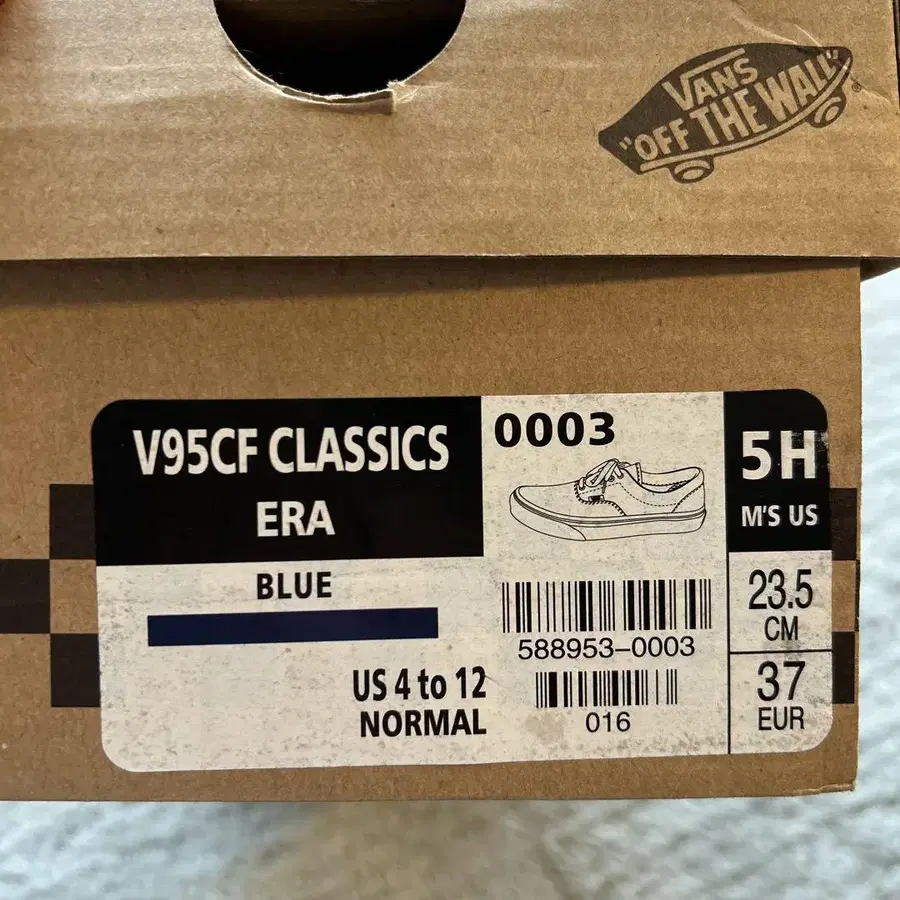 VANS
"OFF THE WALL"
V95CF CLASSICS
ERA
BLUE
US 4 to 12
NORMAL
0003
588953-0003
016
5H
M'S US
23.5
CM
37
EUR